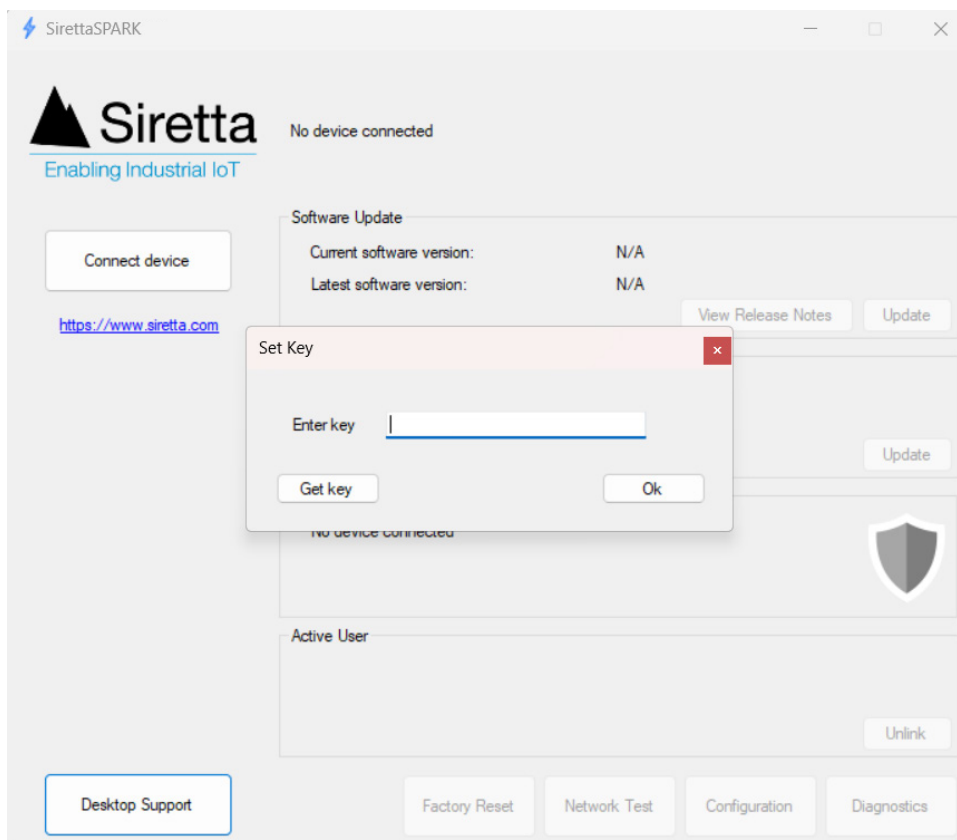 SirettaSPARK
Siretta
Enabling Industrial IoT
No device connected
Connect device
https://www.siretta.com
Software Update
Current software version: N/A
Latest software version: N/A
View Release Notes Update
Set Key
Enter key
Get key Ok
Update
No device connected
Active User
Unlink
Desktop Support Factory Reset Network Test Configuration Diagnostics